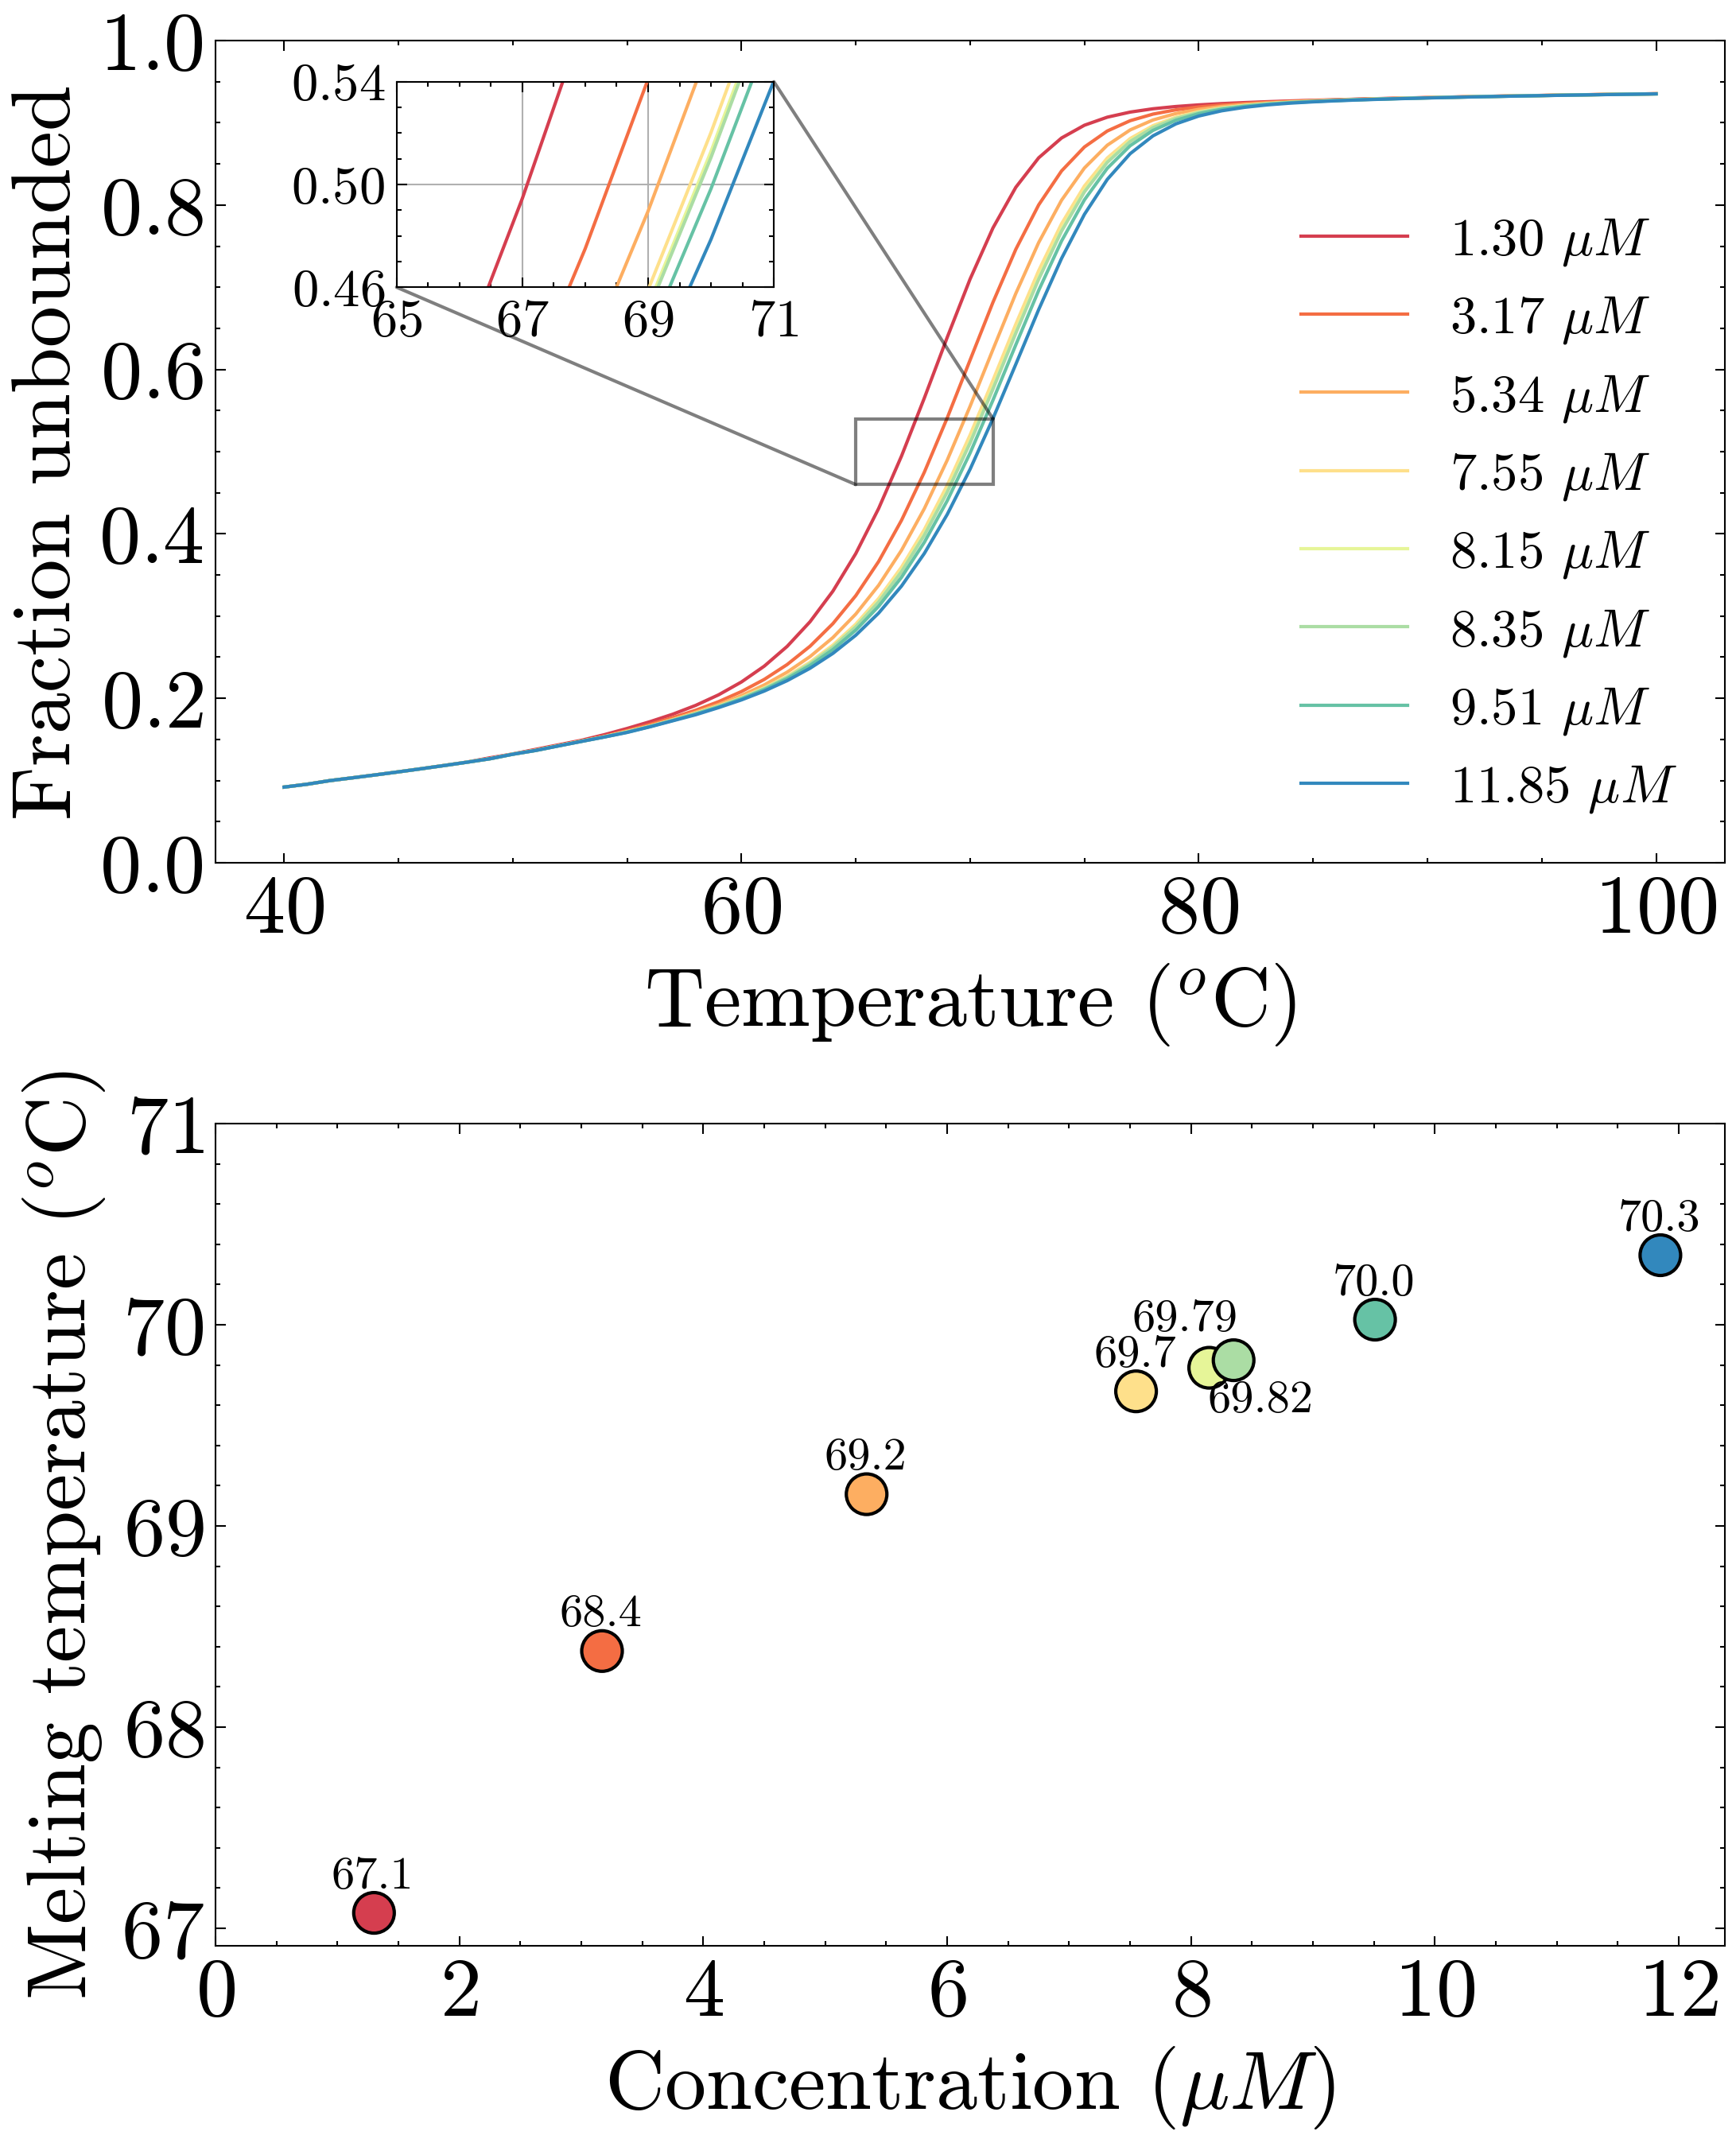 Fraction unbounded
1.0
0.8
0.6
0.4
0.2
0.0
0.54
0.50
0.46
65 67 69 71
1.30 μM
3.17 μM
5.34 μM
7.55 μM
8.15 μM
8.35 μM
9.51 μM
11.85 μM
40 60 80 100
Temperature (°C)
Melting temperature (°C)
71
70
69
68
67
70.3
70.0
69.79
69.7
69.82
69.2
68.4
67.1
0 2 4 6 8 10 12
Concentration (μM)